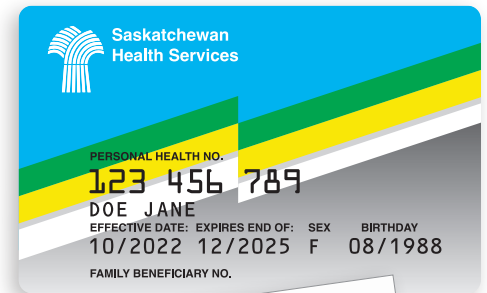 Saskatchewan
Health Services
PERSONAL HEALTH NO.
123 456 789
DOE JANE
EFFECTIVE DATE: EXPIRES END OF: SEX BIRTHDAY
10/2022 12/2025 F 08/1988
FAMILY BENEFICIARY NO.